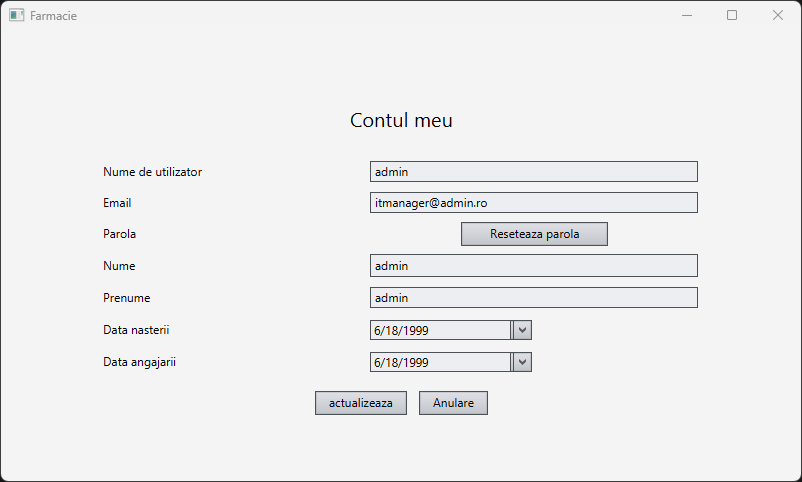 Farmacie
Contul meu
Nume de utilizator admin
Email itmanager@admin.ro
Parola Reseteaza parola
Nume admin
Prenume admin
Data nasterii 6/18/1999
Data angajarii 6/18/1999
actualizeaza Anulare